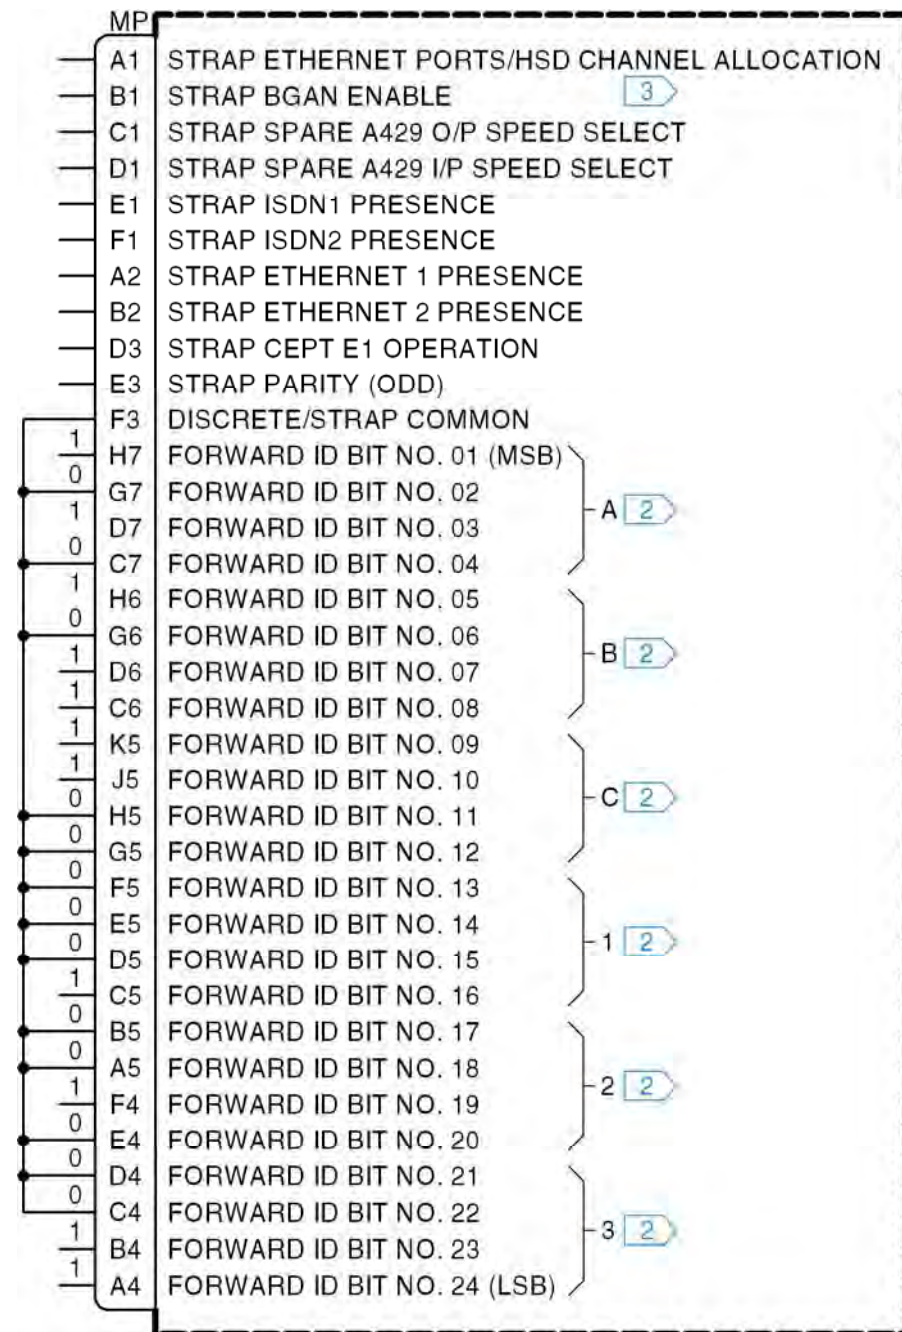 MP
A1 STRAP ETHERNET PORTS/HSD CHANNEL ALLOCATION
B1 STRAP BGAN ENABLE 3
C1 STRAP SPARE A429 O/P SPEED SELECT
D1 STRAP SPARE A429 I/P SPEED SELECT
E1 STRAP ISDN1 PRESENCE
F1 STRAP ISDN2 PRESENCE
A2 STRAP ETHERNET 1 PRESENCE
B2 STRAP ETHERNET 2 PRESENCE
D3 STRAP CEPT E1 OPERATION
E3 STRAP PARITY (ODD)
F3 DISCRETE/STRAP COMMON
1 H7 FORWARD ID BIT NO. 01 (MSB)
0 G7 FORWARD ID BIT NO. 02 A 2
1 D7 FORWARD ID BIT NO. 03
0 C7 FORWARD ID BIT NO. 04
1 H6 FORWARD ID BIT NO. 05
0 G6 FORWARD ID BIT NO. 06 B 2
1 D6 FORWARD ID BIT NO. 07
1 C6 FORWARD ID BIT NO. 08
1 K5 FORWARD ID BIT NO. 09
1 J5 FORWARD ID BIT NO. 10 C 2
0 H5 FORWARD ID BIT NO. 11
0 G5 FORWARD ID BIT NO. 12
0 F5 FORWARD ID BIT NO. 13
0 E5 FORWARD ID BIT NO. 14 1 2
0 D5 FORWARD ID BIT NO. 15
1 C5 FORWARD ID BIT NO. 16
0 B5 FORWARD ID BIT NO. 17
0 A5 FORWARD ID BIT NO. 18 2 2
1 F4 FORWARD ID BIT NO. 19
0 E4 FORWARD ID BIT NO. 20
0 D4 FORWARD ID BIT NO. 21
0 C4 FORWARD ID BIT NO. 22 3 2
1 B4 FORWARD ID BIT NO. 23
1 A4 FORWARD ID BIT NO. 24 (LSB)